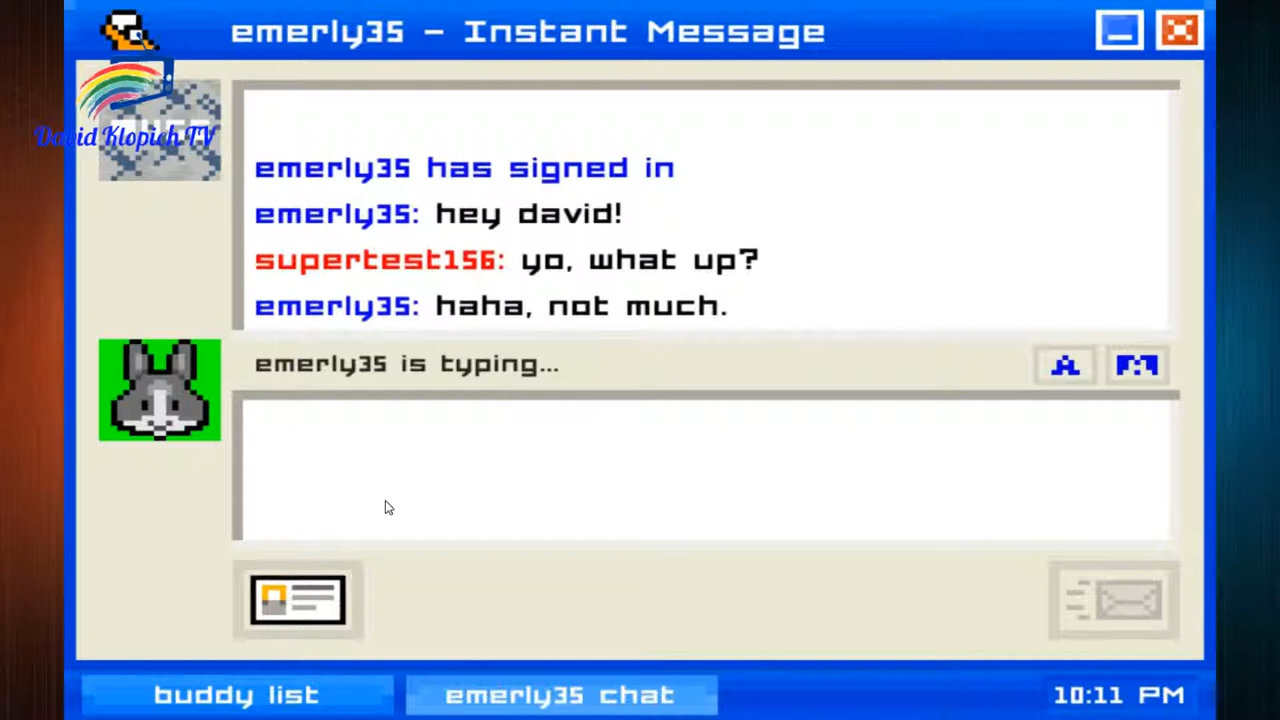 emerly35 - Instant Message
David Klopich TV
emerly35 has signed in
emerly35: hey david!
supertest156: yo, what up?
emerly35: haha, not much.
emerly35 is typing...
A
buddy list
emerly35 chat
10:11 PM